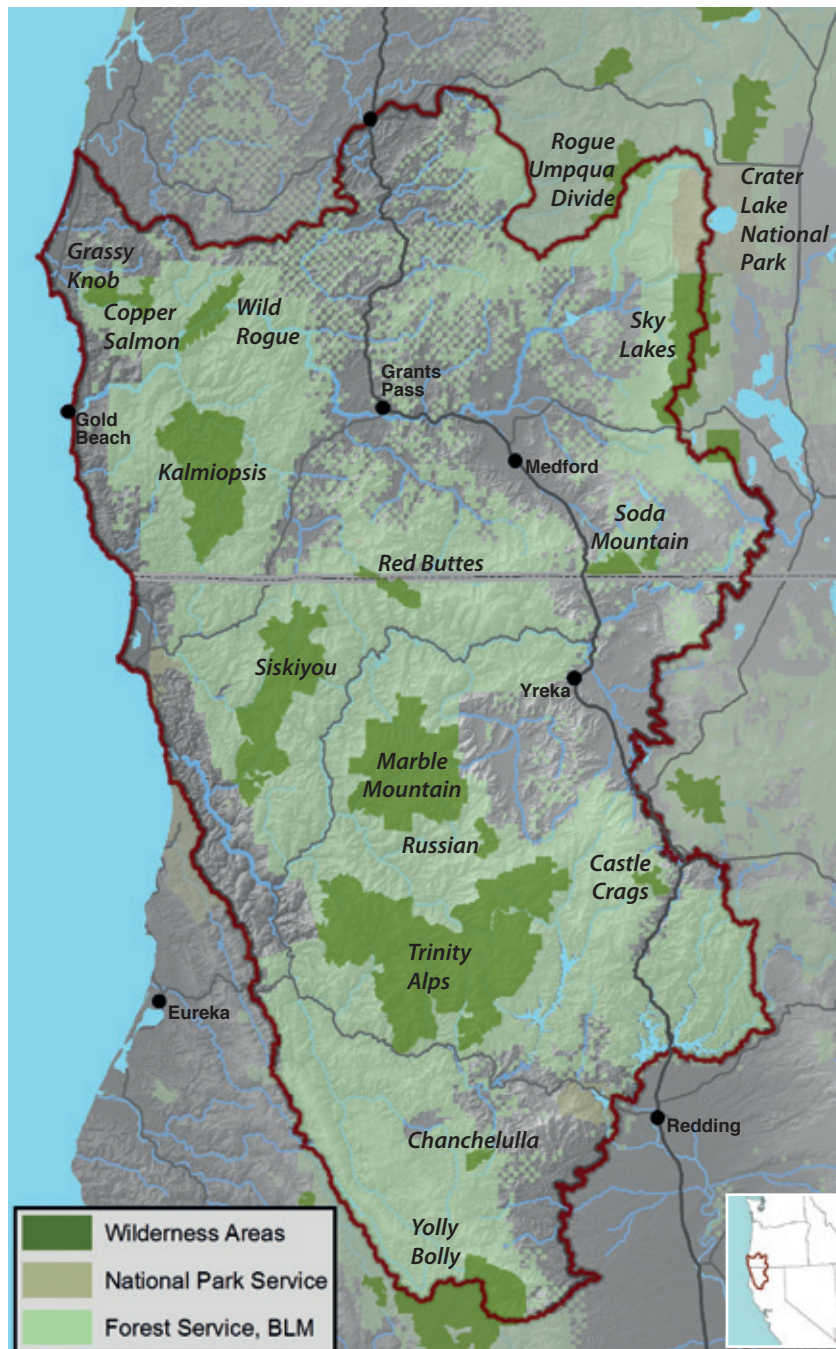 Rogue
Umpqua
Divide
Crater
Lake
National
Park
Grassy
Knob
Copper
Salmon
Wild
Rogue
Sky
Lakes
Grants
Pass
Gold
Beach
Medford
Kalmiopsis
Soda
Mountain
Red Buttes
Siskiyou
Yreka
Marble
Mountain
Russian
Castle
Crags
Trinity
Alps
Eureka
Redding
Chanchelulla
Yolly
Bolly
Wilderness Areas
National Park Service
Forest Service, BLM